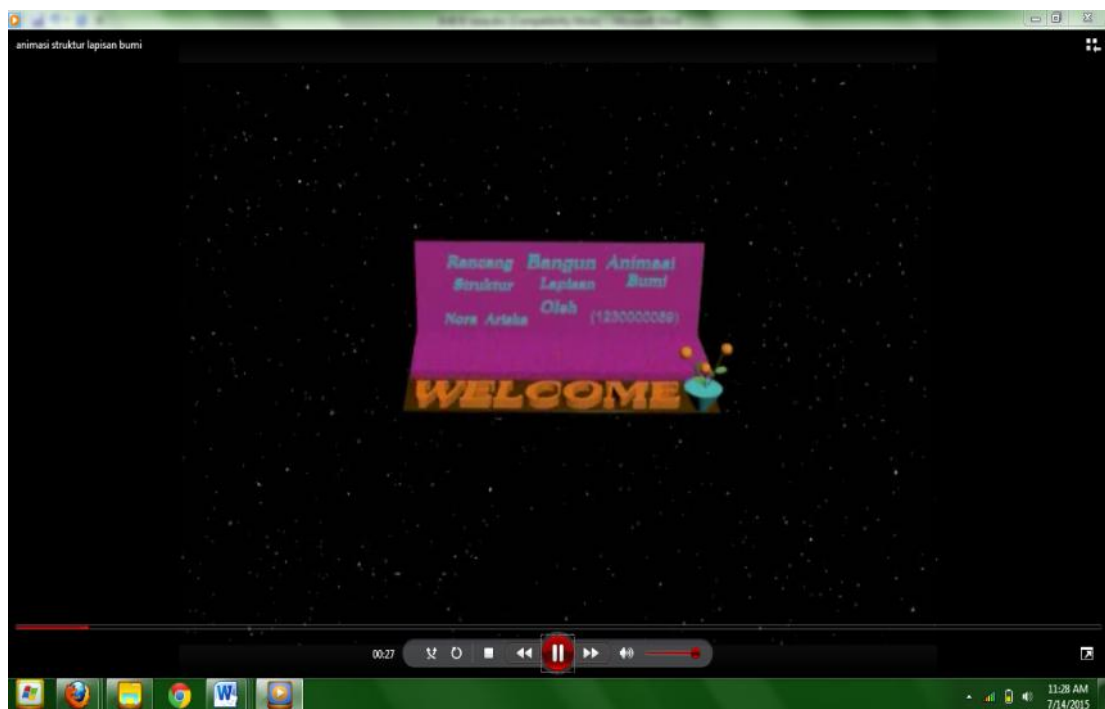 animasi struktur lapisan bumi
Rancang Bangun Animasi
Struktur Lapisan Bumi
Oleh
Nora Ariska (1230000089)
WELCOME
00:27
11:28 AM
7/14/2015